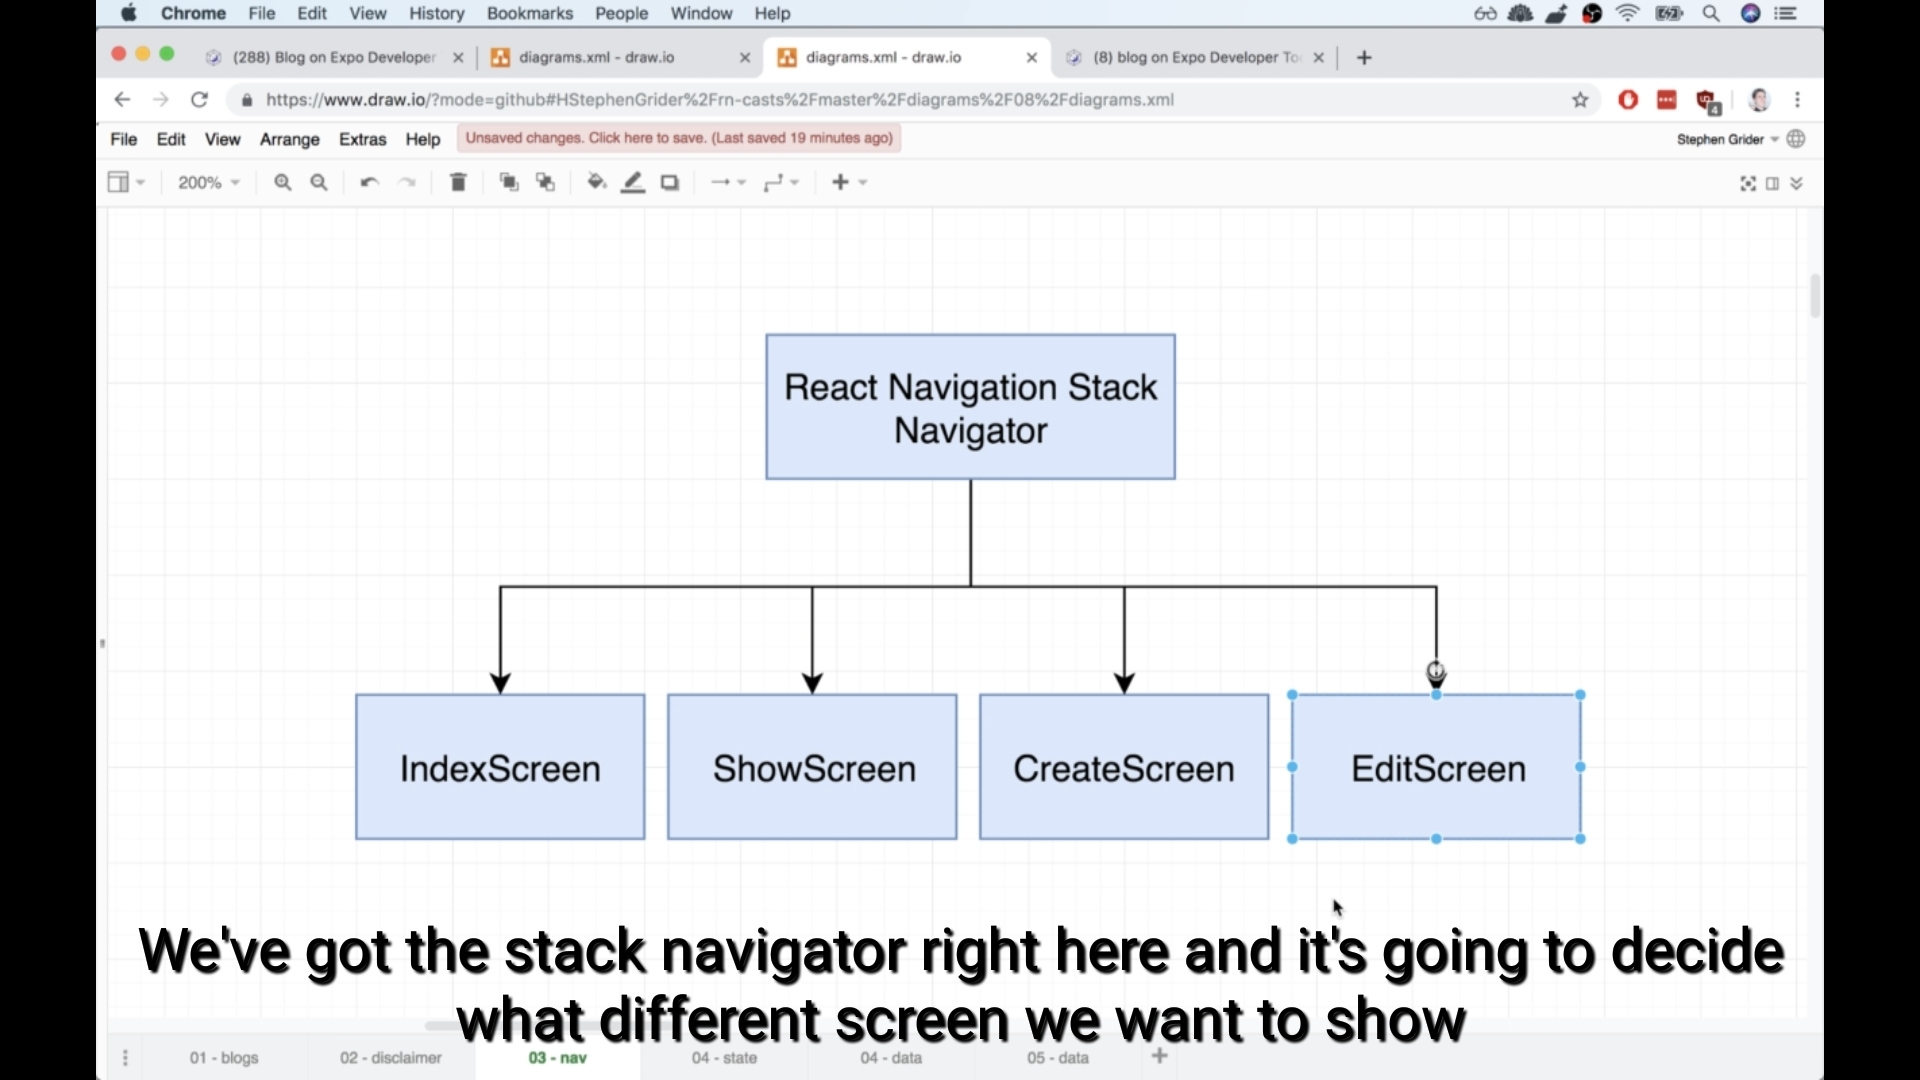 Chrome File Edit View History Bookmarks People Window Help
(288) Blog on Expo Developer
diagrams.xml - draw.io
diagrams.xml - draw.io
(8) blog on Expo Developer To
https://www.draw.io/?mode=github#HStephenGrider%2Frn-casts%2Fmaster%2Fdiagrams%2F08%2Fdiagrams.xml
4
File Edit View Arrange Extras Help
Unsaved changes. Click here to save. (Last saved 19 minutes ago)
Stephen Grider
200%
React Navigation Stack
Navigator
IndexScreen
ShowScreen
CreateScreen
EditScreen
We've got the stack navigator right here and it's going to decide
what different screen we want to show
01 - blogs
02 - disclaimer
03 - nav
04 - state
04 - data
05 - data